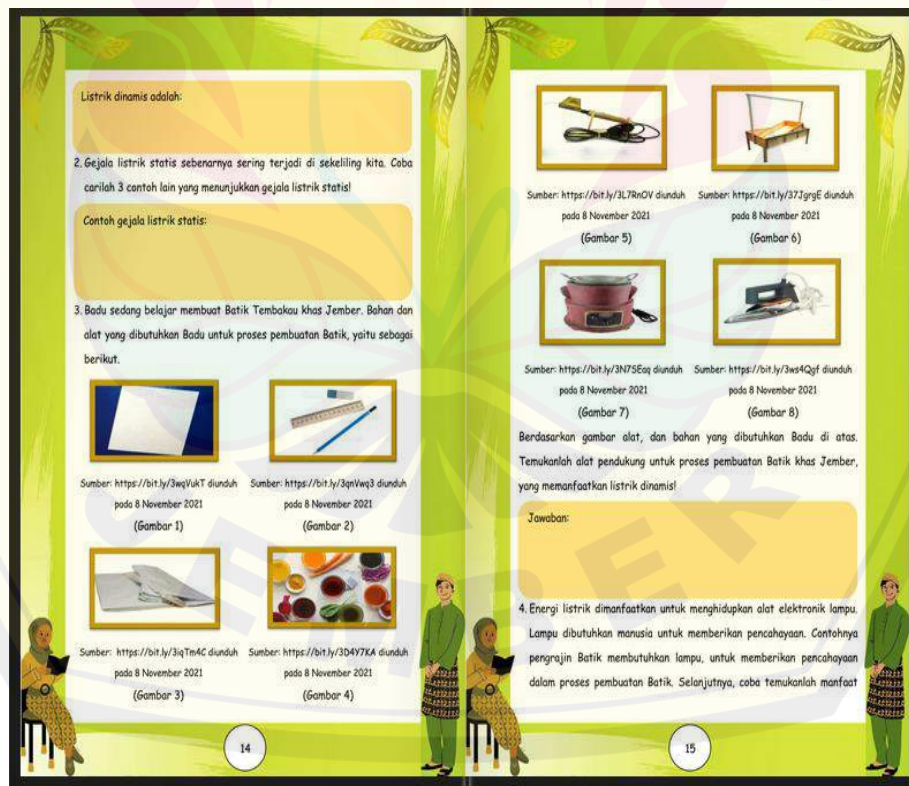 Listrik dinamis adalah:
2. Gejala listrik statis sebenarnya sering terjadi di sekeliling kita. Coba
carilah 3 contoh lain yang menunjukkan gejala listrik statis!
Contoh gejala listrik statis:
3. Badu sedang belajar membuat Batik Tembakau khas Jember. Bahan dan
alat yang dibutuhkan Badu untuk proses pembuatan Batik, yaitu sebagai
berikut.
Sumber: https://bit.ly/3wqVukT diunduh
pada 8 November 2021
(Gambar 1)
Sumber: https://bit.ly/3qnVwq3 diunduh
pada 8 November 2021
(Gambar 2)
Sumber: https://bit.ly/3iqTm4C diunduh
pada 8 November 2021
(Gambar 3)
Sumber: https://bit.ly/3D4Y7KA diunduh
pada 8 November 2021
(Gambar 4)
14
Sumber: https://bit.ly/3L7RnOV diunduh
pada 8 November 2021
(Gambar 5)
Sumber: https://bit.ly/37JgrgE diunduh
pada 8 November 2021
(Gambar 6)
Sumber: https://bit.ly/3N7SEaq diunduh
pada 8 November 2021
(Gambar 7)
Sumber: https://bit.ly/3ws4Qgf diunduh
pada 8 November 2021
(Gambar 8)
Berdasarkan gambar alat, dan bahan yang dibutuhkan Badu di atas.
Temukanlah alat pendukung untuk proses pembuatan Batik khas Jember,
yang memanfaatkan listrik dinamis!
Jawaban:
4. Energi listrik dimanfaatkan untuk menghidupkan alat elektronik lampu.
Lampu dibutuhkan manusia untuk memberikan pencahayaan. Contohnya
pengrajin Batik membutuhkan lampu, untuk memberikan pencahayaan
dalam proses pembuatan Batik. Selanjutnya, coba temukanlah manfaat
15
JEMBER